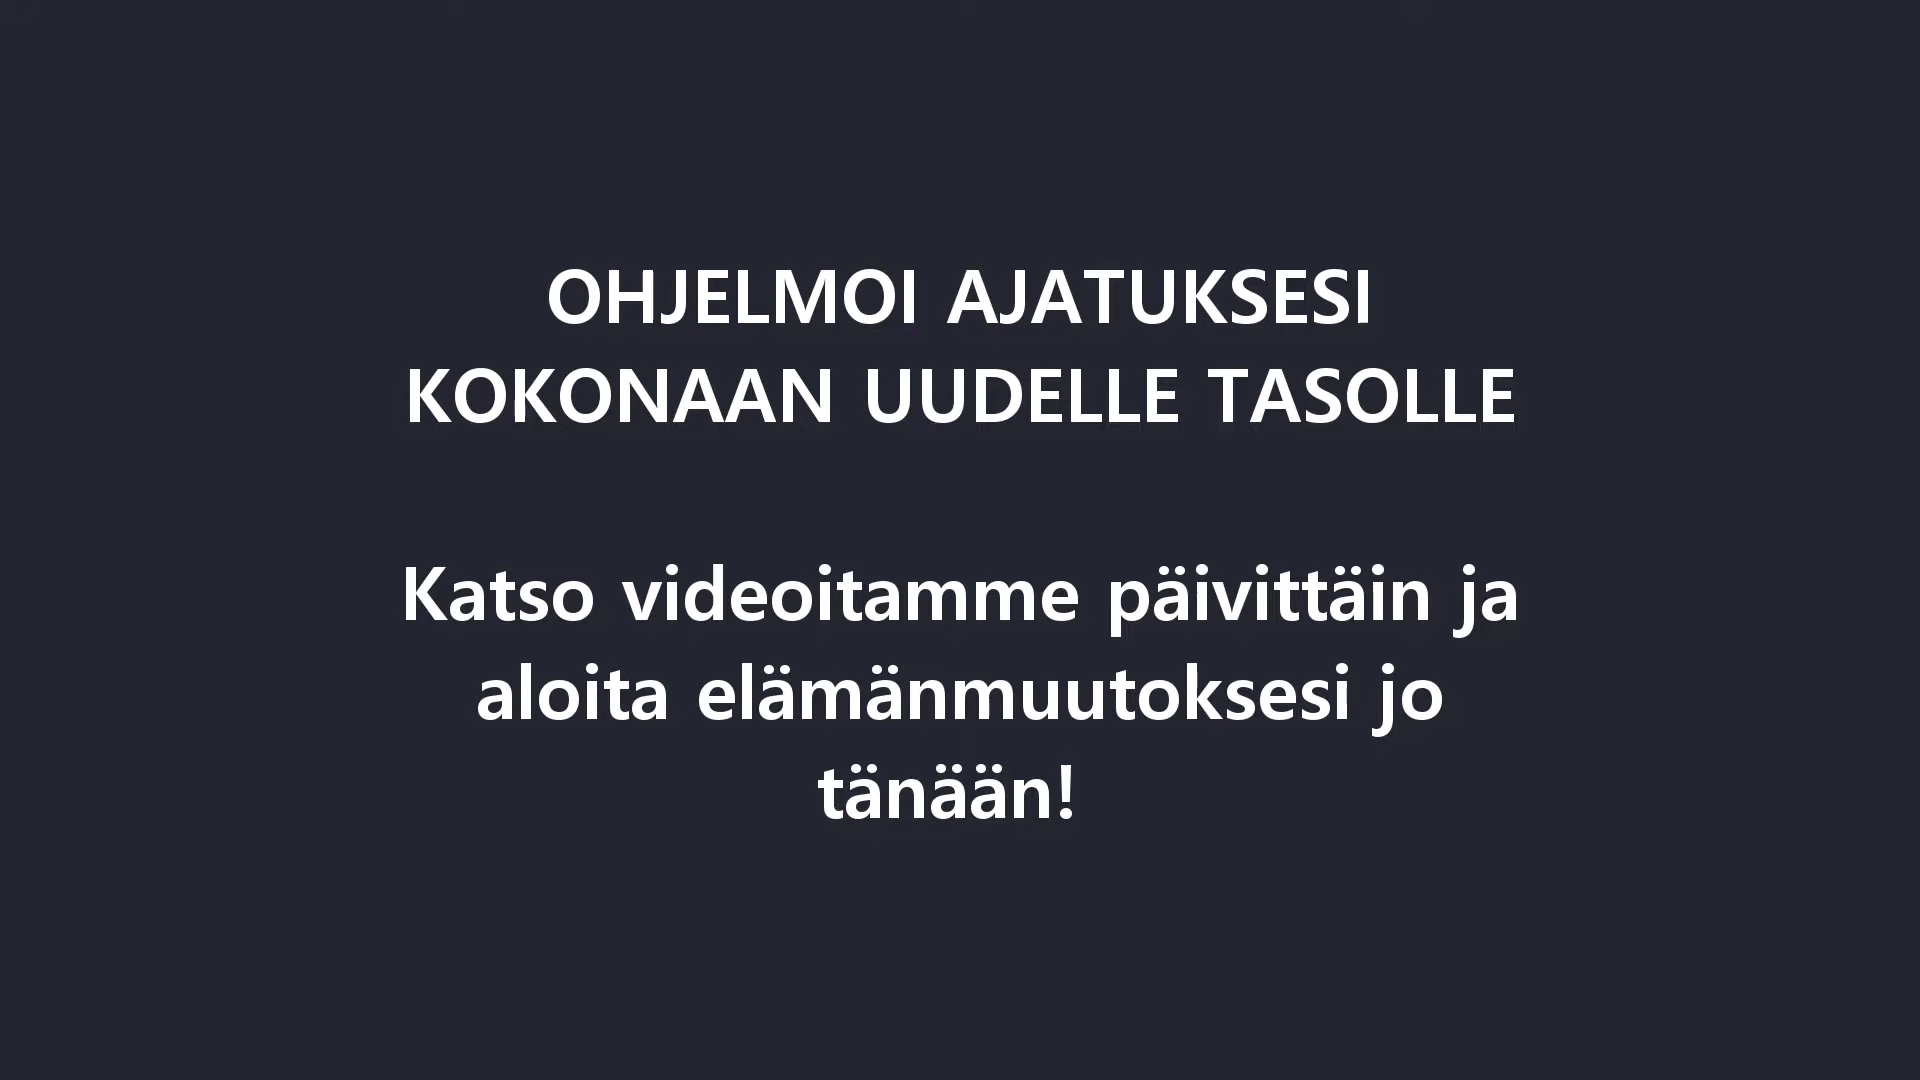 OHJELMOI AJATUKSESI
KOKONAAN UUDELLE TASOLLE
Katso videoitamme päivittäin ja
aloita elämänmuutoksesi jo
tänään!